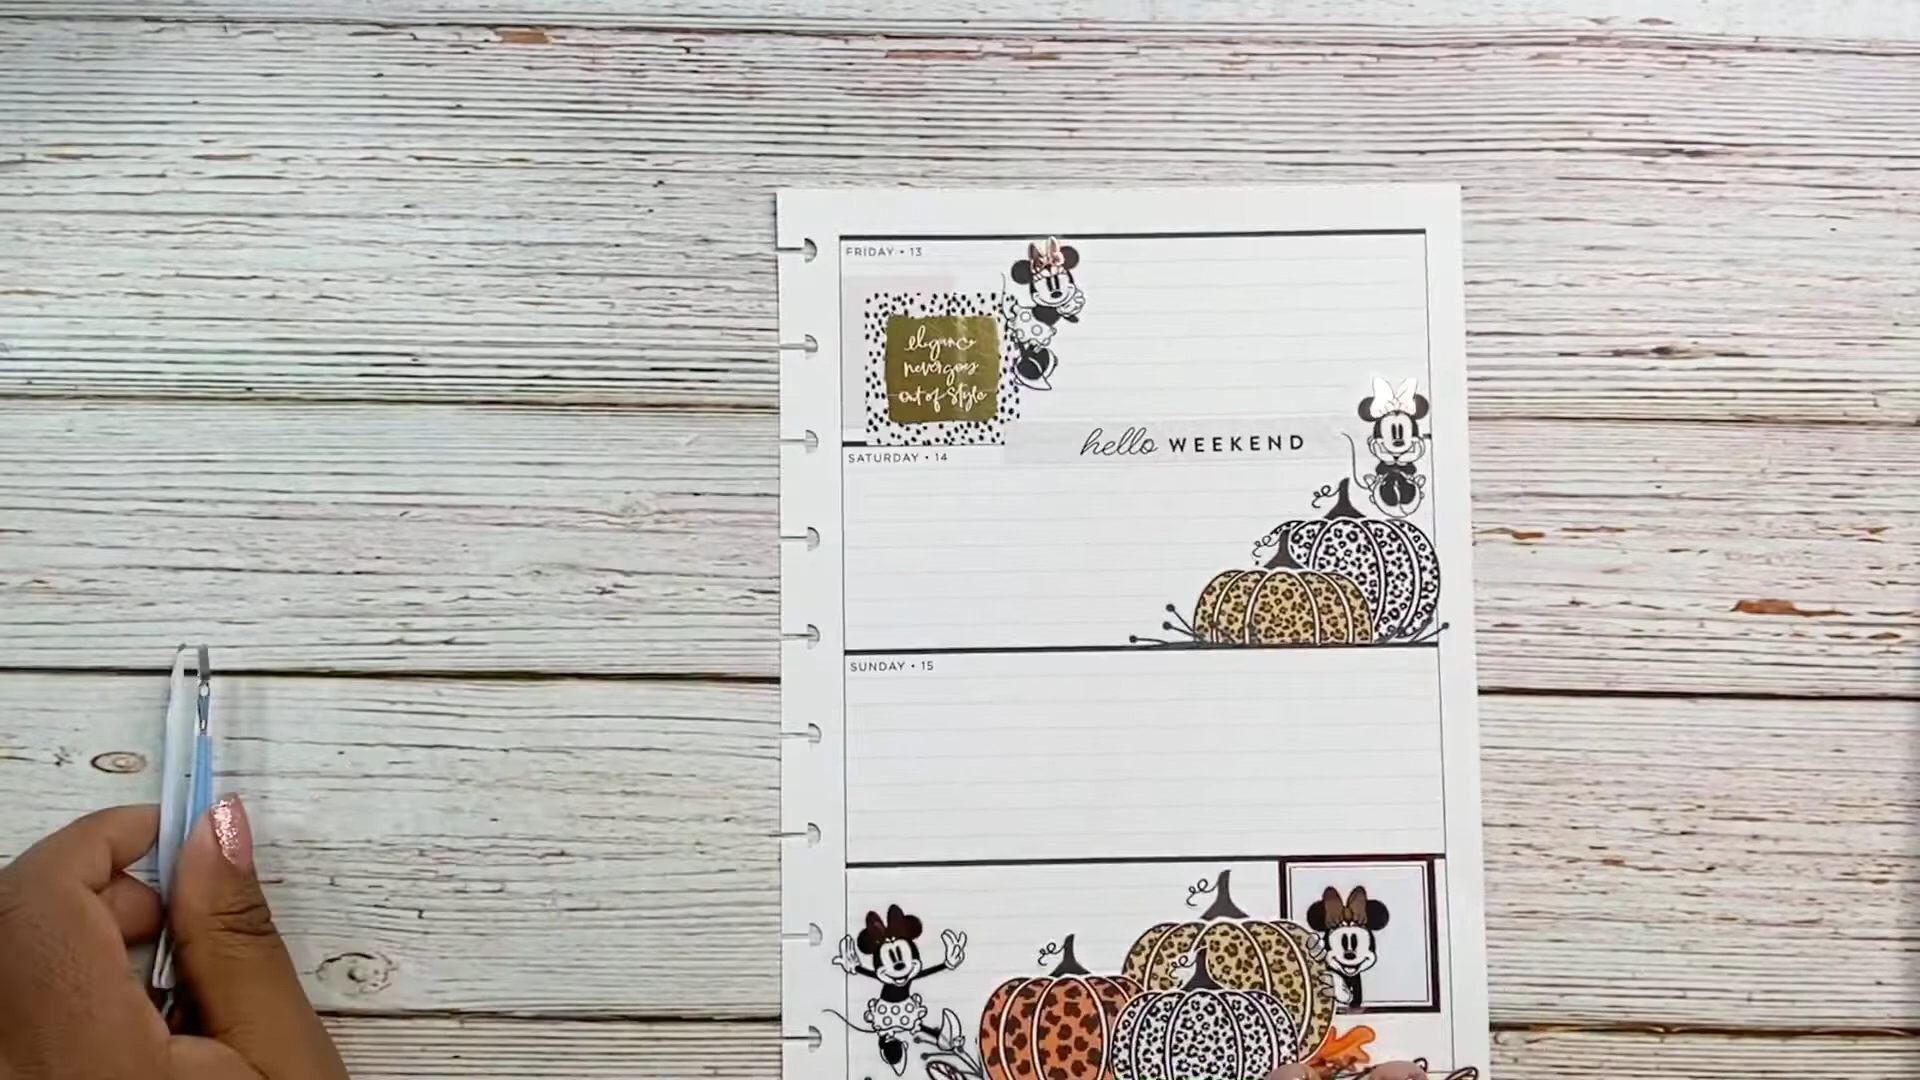 FRIDAY • 13
elegance
never goes
out of style
hello WEEKEND
SATURDAY • 14
SUNDAY • 15